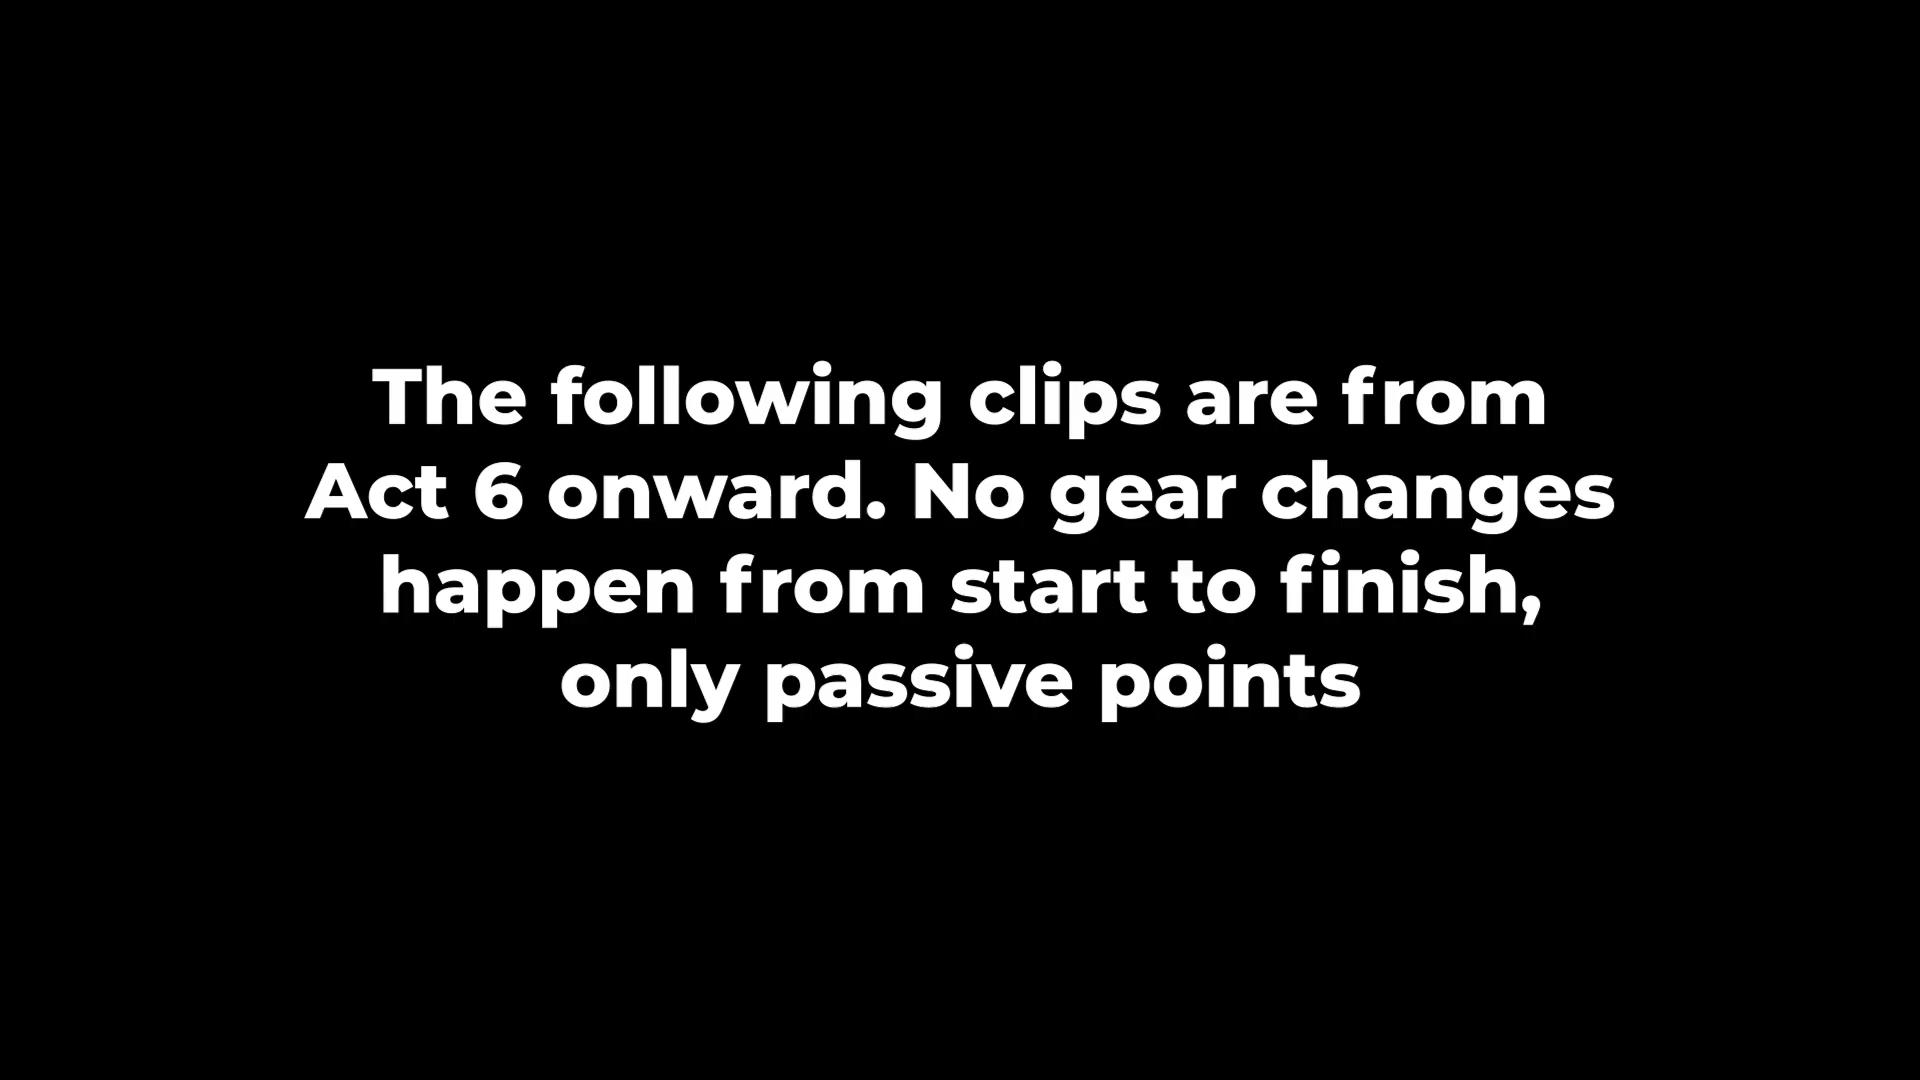 The following clips are from
Act 6 onward. No gear changes
happen from start to finish,
only passive points